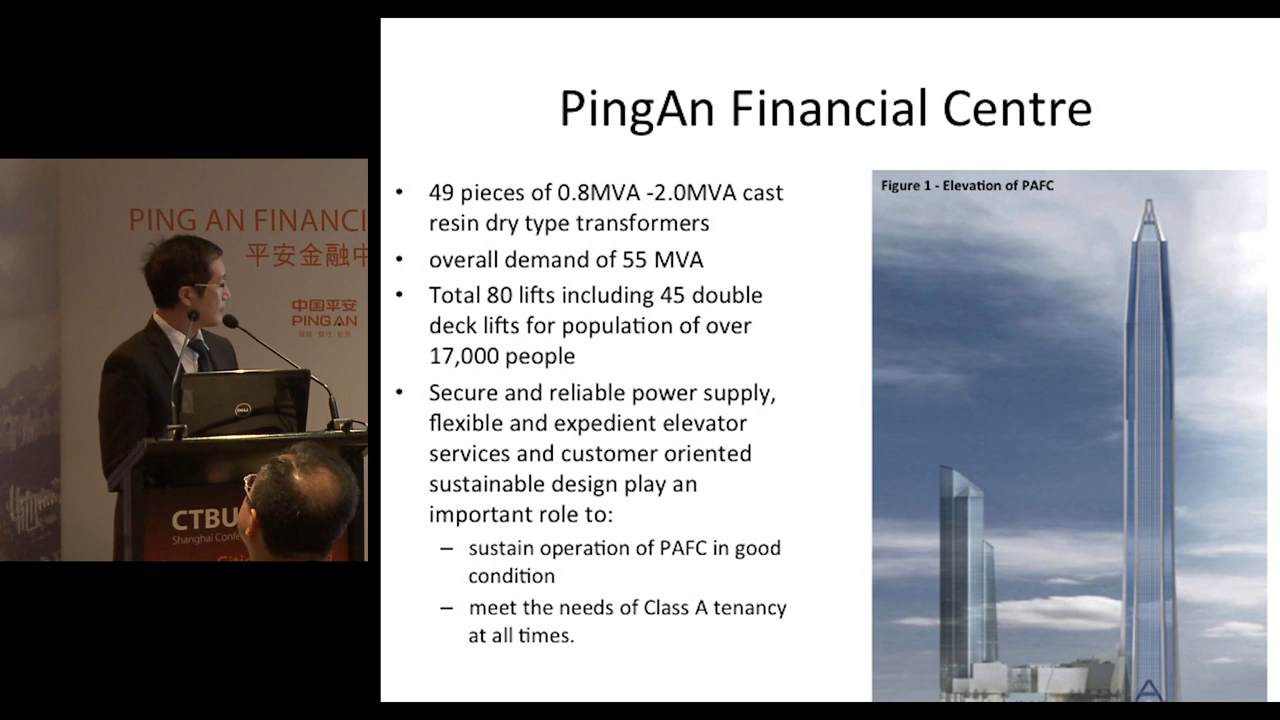 PingAn Financial Centre
• 49 pieces of 0.8MVA -2.0MVA cast
resin dry type transformers
• overall demand of 55 MVA
• Total 80 lifts including 45 double
deck lifts for population of over
17,000 people
• Secure and reliable power supply,
flexible and expedient elevator
services and customer oriented
sustainable design play an
important role to:
– sustain operation of PAFC in good
condition
– meet the needs of Class A tenancy
at all times.
Figure 1 - Elevation of PAFC
PING AN FINANCI
平安金融中
中国平安
PING AN
DELL
CTBU
Shanghai Confe